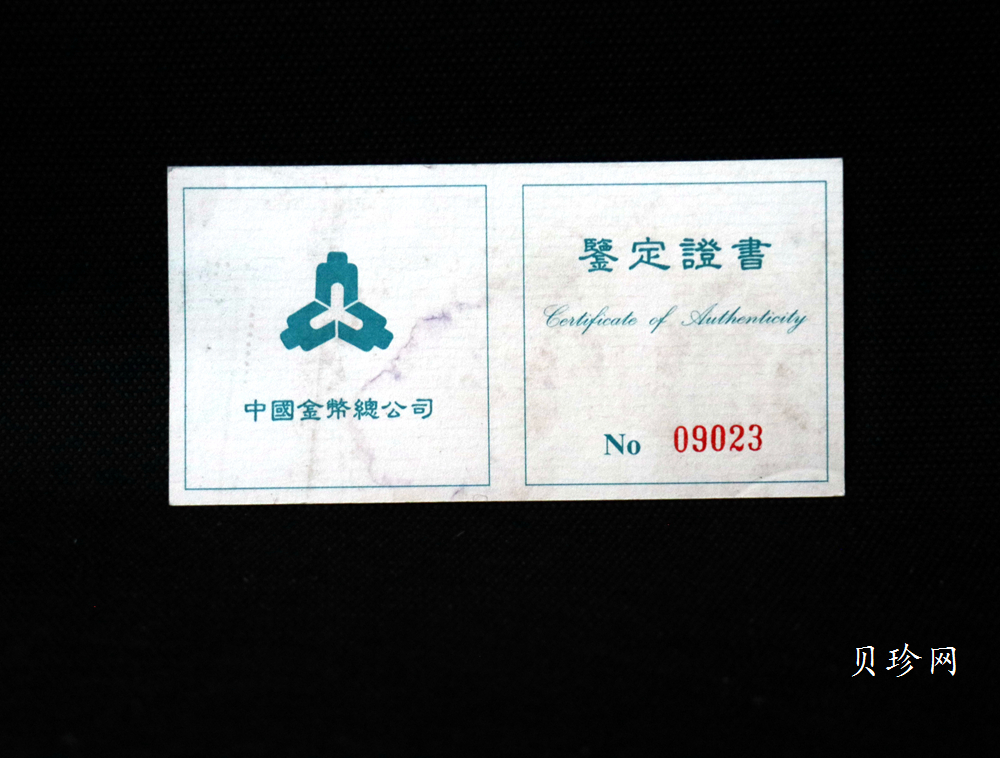 中國金幣總公司
鑒定證書
Certificate of Authenticity
No 09023
贝珍网